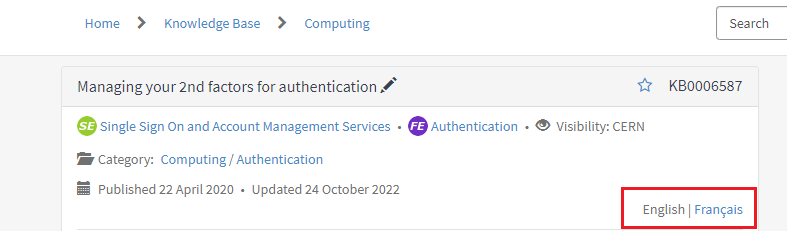 Home > Knowledge Base > Computing
Search
Managing your 2nd factors for authentication
KB0006587
SE Single Sign On and Account Management Services • FE Authentication • Visibility: CERN
Category: Computing / Authentication
Published 22 April 2020 • Updated 24 October 2022
English | Français